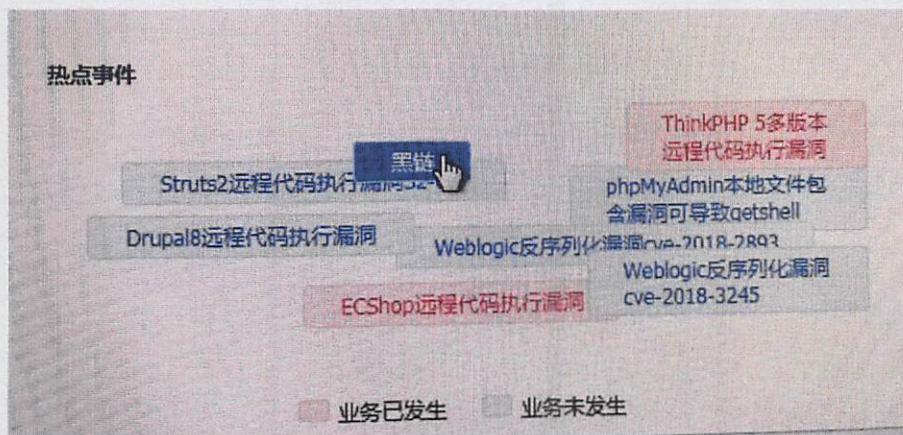 热点事件
ThinkPHP 5多版本
远程代码执行漏洞
黑链
Struts2远程代码执行漏洞S2-
phpMyAdmin本地文件包
含漏洞可导致getshell
Drupal8远程代码执行漏洞
Weblogic反序列化漏洞cve-2018-2893
Weblogic反序列化漏洞
cve-2018-3245
ECShop远程代码执行漏洞
业务已发生
业务未发生